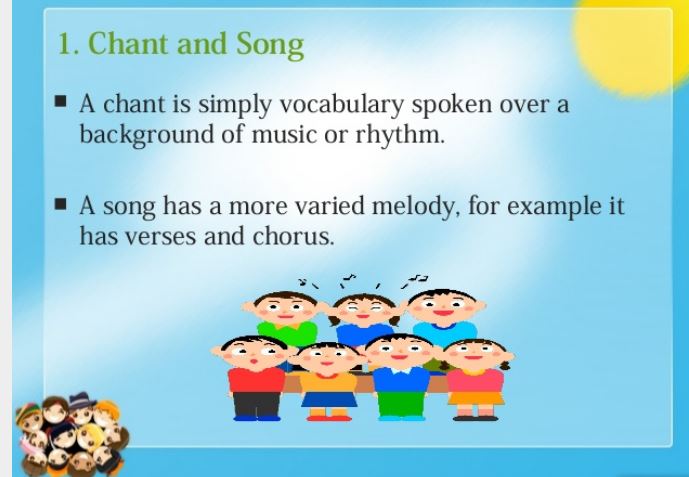 1. Chant and Song
▪ A chant is simply vocabulary spoken over a
background of music or rhythm.
▪ A song has a more varied melody, for example it
has verses and chorus.